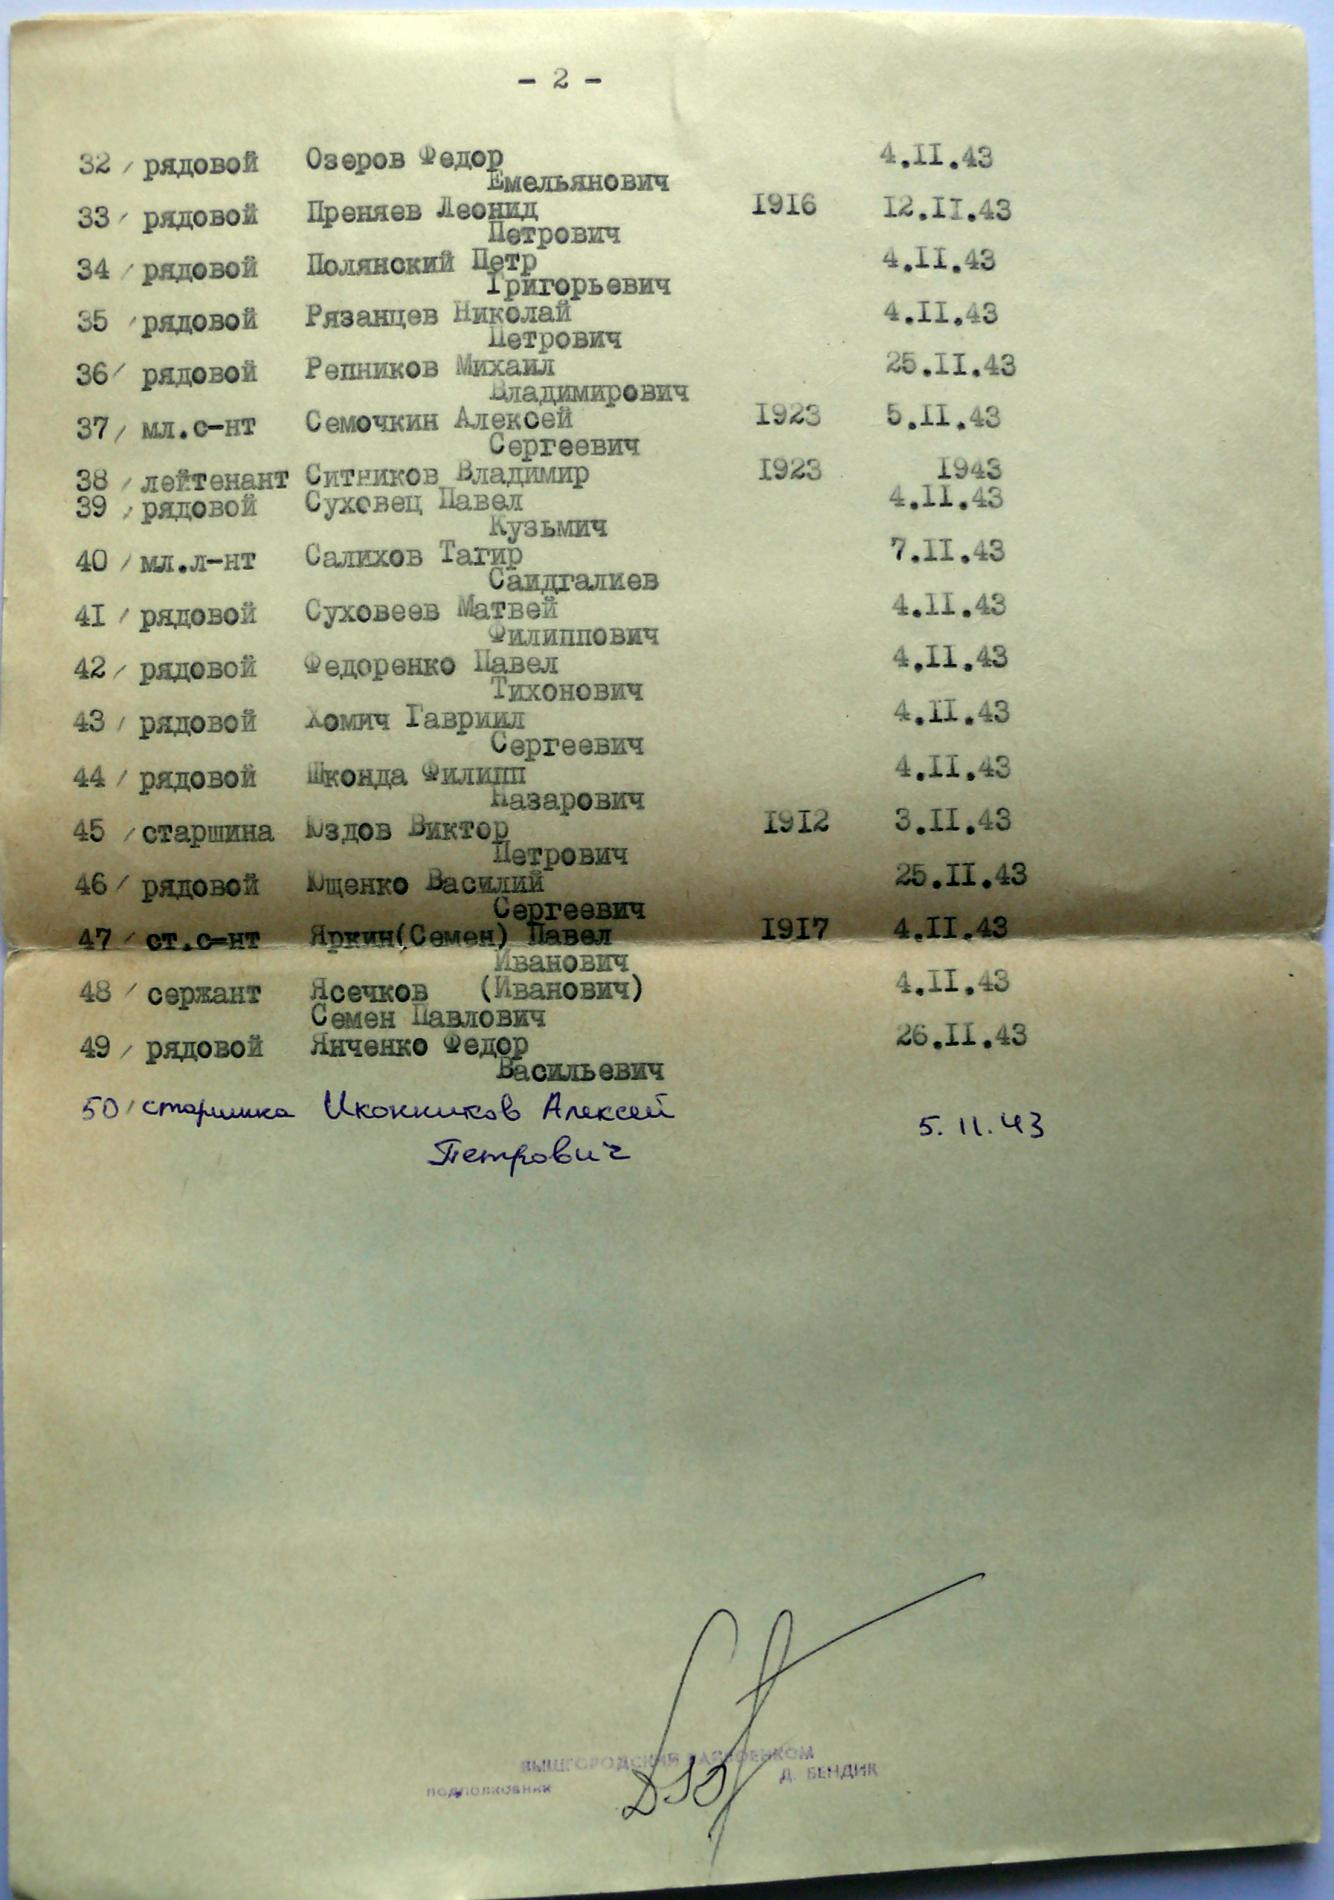 - 2 -
32 / рядовой Озеров Федор 4.II.43
Емельянович
33 / рядовой Преняев Леонид 1916 12.II.43
Петрович
34 / рядовой Полянский Петр 4.II.43
Григорьевич
35 / рядовой Рязанцев Николай 4.II.43
Петрович
36 / рядовой Репников Михаил 25.II.43
Владимирович
37 / мл.с-нт Семочкин Алексей 1923 5.II.43
Сергеевич
38 / лейтенант Ситников Владимир 1923 1943
39 / рядовой Суховец Павел 4.II.43
Кузьмич
40 / мл.л-нт Салихов Тагир 7.II.43
Саидгалиев
41 / рядовой Суховеев Матвей 4.II.43
Филиппович
42 / рядовой Федоренко Павел 4.II.43
Тихонович
43 / рядовой Хомич Гавриил 4.II.43
Сергеевич
44 / рядовой Шконда Филипп 4.II.43
Назарович
45 / старшина Юздов Виктор 1912 3.II.43
Петрович
46 / рядовой Ющенко Василий 25.II.43
Сергеевич
47 / ст.с-нт Яркин(Семен) Павел 1917 4.II.43
Иванович
48 / сержант Ясечков (Иванович) 4.II.43
Семен Павлович
49 / рядовой Янченко Федор 26.II.43
Васильевич
50 / старшина Иконников Алексей 5.11.43
Петрович
ВЫШГОРОДСКИЙ РАЙВОЕНКОМ
подполковник Д. БЕНДИК